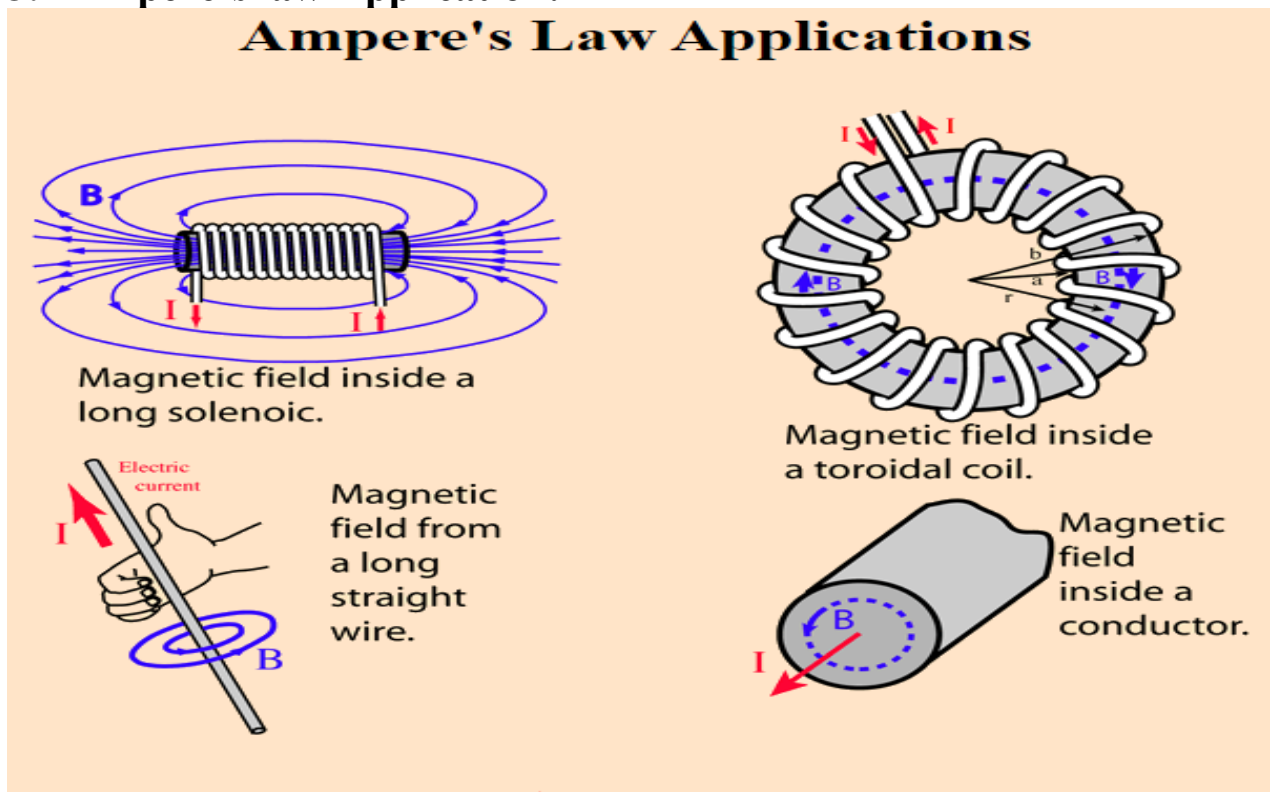 Ampere's Law Applications
B
I
I
Magnetic field inside a
long solenoic.
I
I
b
a
r
B
B
Magnetic field inside
a toroidal coil.
Electric
current
I
B
Magnetic
field from
a long
straight
wire.
B
I
Magnetic
field
inside a
conductor.